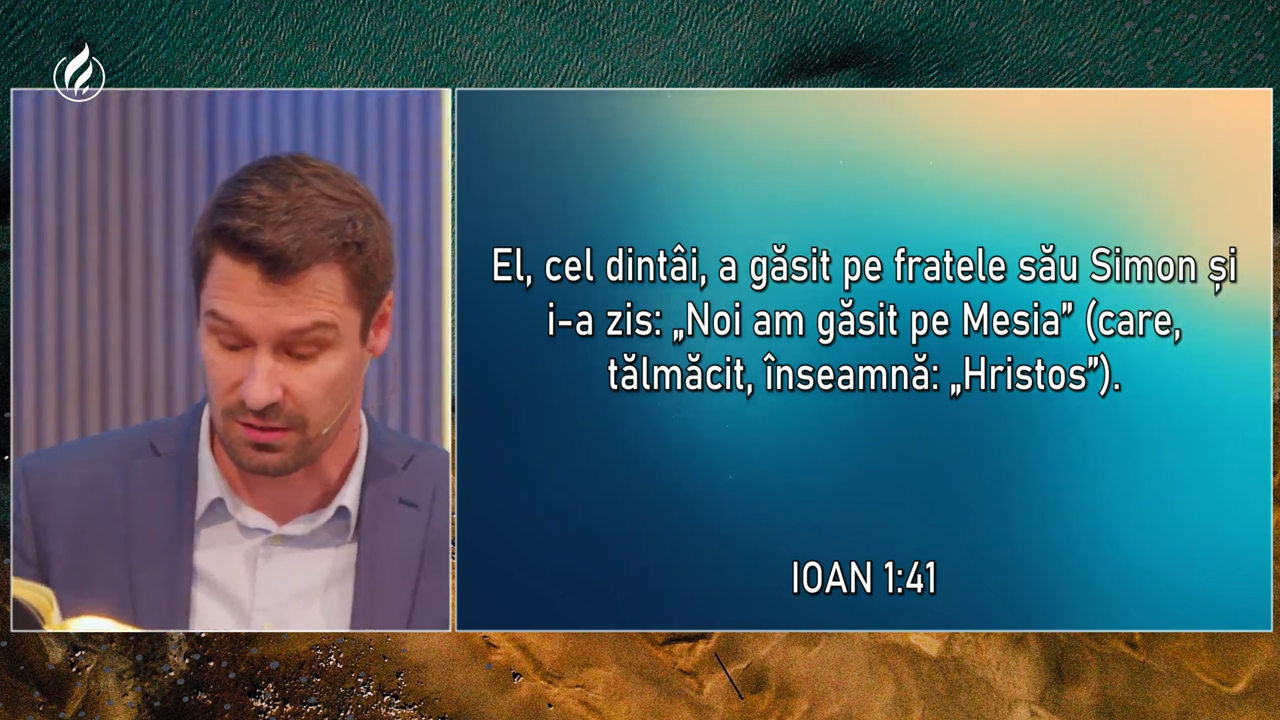 El, cel dintâi, a găsit pe fratele său Simon și
i-a zis: „Noi am găsit pe Mesia” (care,
tălmăcit, înseamnă: „Hristos”).
IOAN 1:41